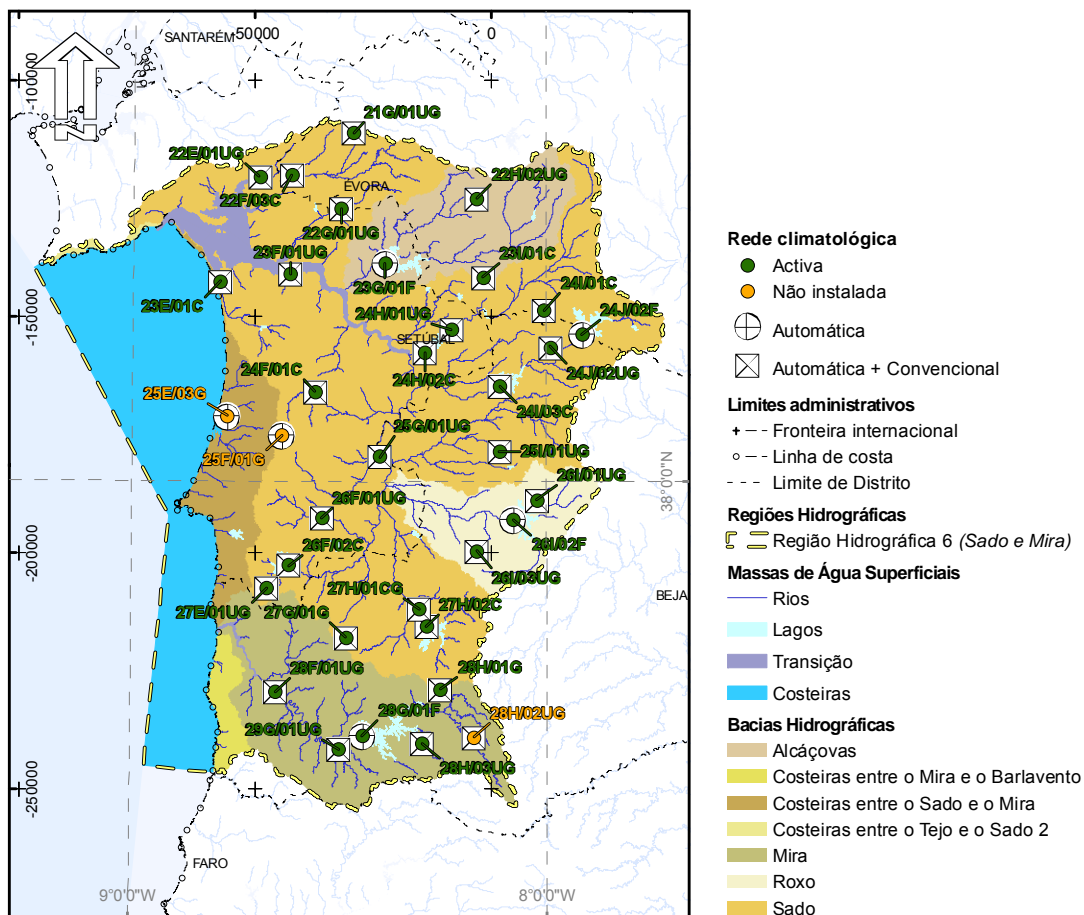 SANTARÉM
-50000
0
-100000
21G/01UG
22E/01UG
22F/03C
ÉVORA
22H/02UG
22G/01UG
23F/01UG
23I/01C
23G/01F
23E/01C
24I/01C
24H/01UG
24J/02F
-150000
SETÚBAL
24J/02UG
24F/01C
24H/02C
25E/03G
24I/03C
25G/01UG
25F/01G
25I/01UG
26I/01UG
38°0'0"N
26F/01UG
26I/02F
26F/02C
-200000
26I/03UG
27H/01CG
27E/01UG
27G/01G
27H/02C
BEJA
28F/01UG
28H/01G
28G/01F
28H/02UG
29G/01UG
28H/03UG
-250000
FARO
9°0'0"W
8°0'0"W
N
Rede climatológica
Activa
Não instalada
Automática
Automática + Convencional
Limites administrativos
Fronteira internacional
Linha de costa
Limite de Distrito
Regiões Hidrográficas
Região Hidrográfica 6 (Sado e Mira)
Massas de Água Superficiais
Rios
Lagos
Transição
Costeiras
Bacias Hidrográficas
Alcáçovas
Costeiras entre o Mira e o Barlavento
Costeiras entre o Sado e o Mira
Costeiras entre o Tejo e o Sado 2
Mira
Roxo
Sado